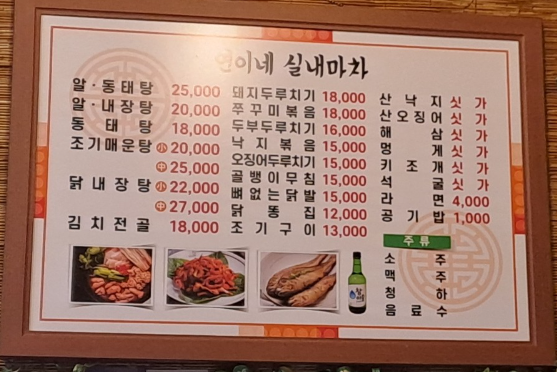 연이네 실내마차
알·동태탕 25,000
알·내장탕 20,000
동태탕 18,000
조기매운탕 小 20,000
中 25,000
닭내장탕 小 22,000
中 27,000
김치전골 18,000
돼지두루치기 18,000
쭈꾸미볶음 18,000
두부두루치기 16,000
낙지볶음 15,000
오징어두루치기 15,000
골뱅이무침 15,000
뼈없는닭발 15,000
닭똥집 12,000
조기구이 13,000
산낙지 싯가
산오징어 싯가
해삼 싯가
멍게 싯가
키조개 싯가
석굴 싯가
라면 4,000
공기밥 1,000
주류
소주
맥주
청하
음료수